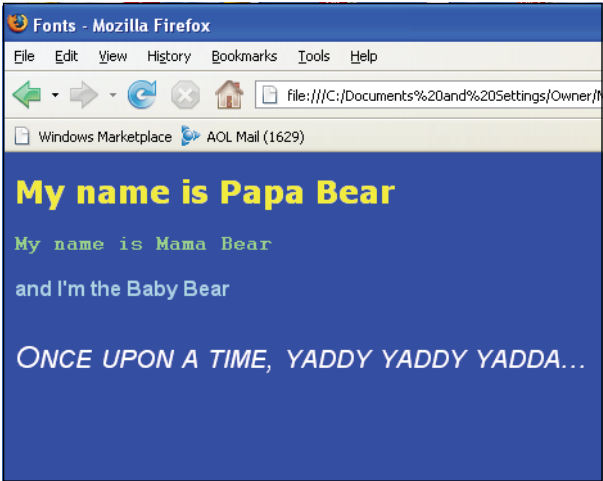 Fonts - Mozilla Firefox
File Edit View History Bookmarks Tools Help
file:///C:/Documents%20and%20Settings/Owner/
Windows Marketplace AOL Mail (1629)
My name is Papa Bear
My name is Mama Bear
and I'm the Baby Bear
ONCE UPON A TIME, YADDY YADDY YADDA...